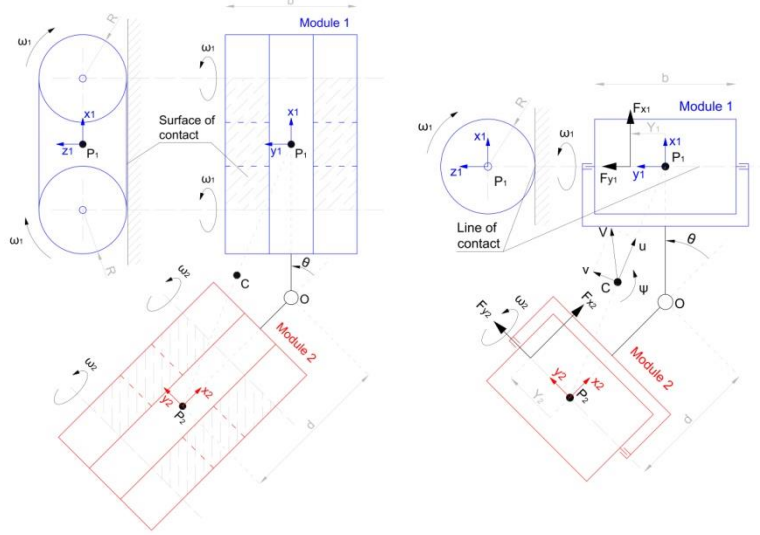 b
Module 1
R
ω1
ω1
x1
Surface of
contact
x1
z1
P1
y1
P1
ω1
ω1
R
θ
ω2
C
O
Module 2
ω2
x2
y2
P2
d
b
Fx1
Module 1
R
ω1
Y1
ω1
x1
x1
z1
P1
Fy1
y1
P1
Line of
contact
V
u
θ
v
C
ψ
Fx2
O
ω2
Fy2
Module 2
y2
x2
P2
Y2
d